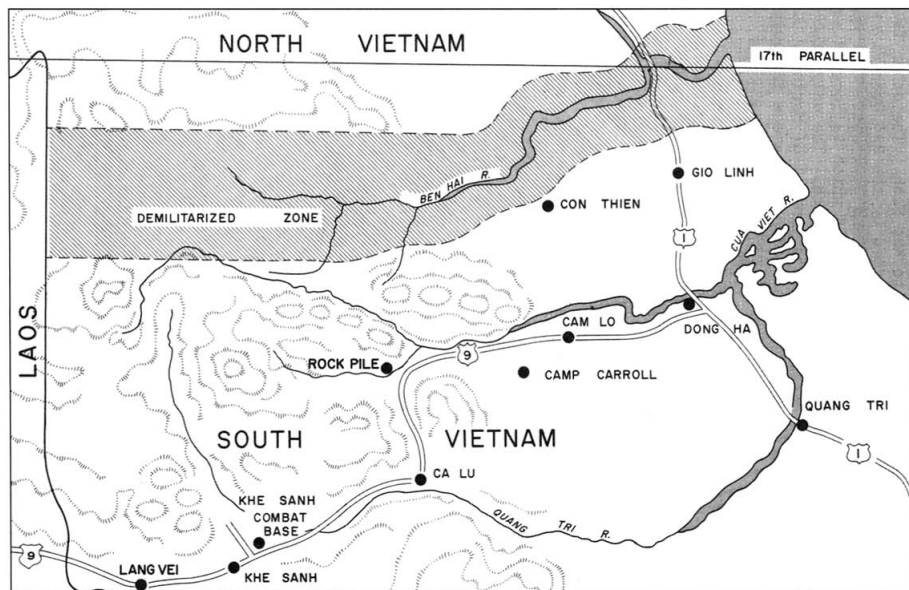 NORTH VIETNAM
17th PARALLEL
BEN HAI R.
GIO LINH
CON THIEN
DEMILITARIZED ZONE
1
CUA VIET R.
LAOS
CAM LO
DONG HA
ROCK PILE
9
CAMP CARROLL
QUANG TRI
SOUTH VIETNAM
1
CA LU
KHE SANH
COMBAT
BASE
QUANG TRI R.
9
LANG VEI
KHE SANH